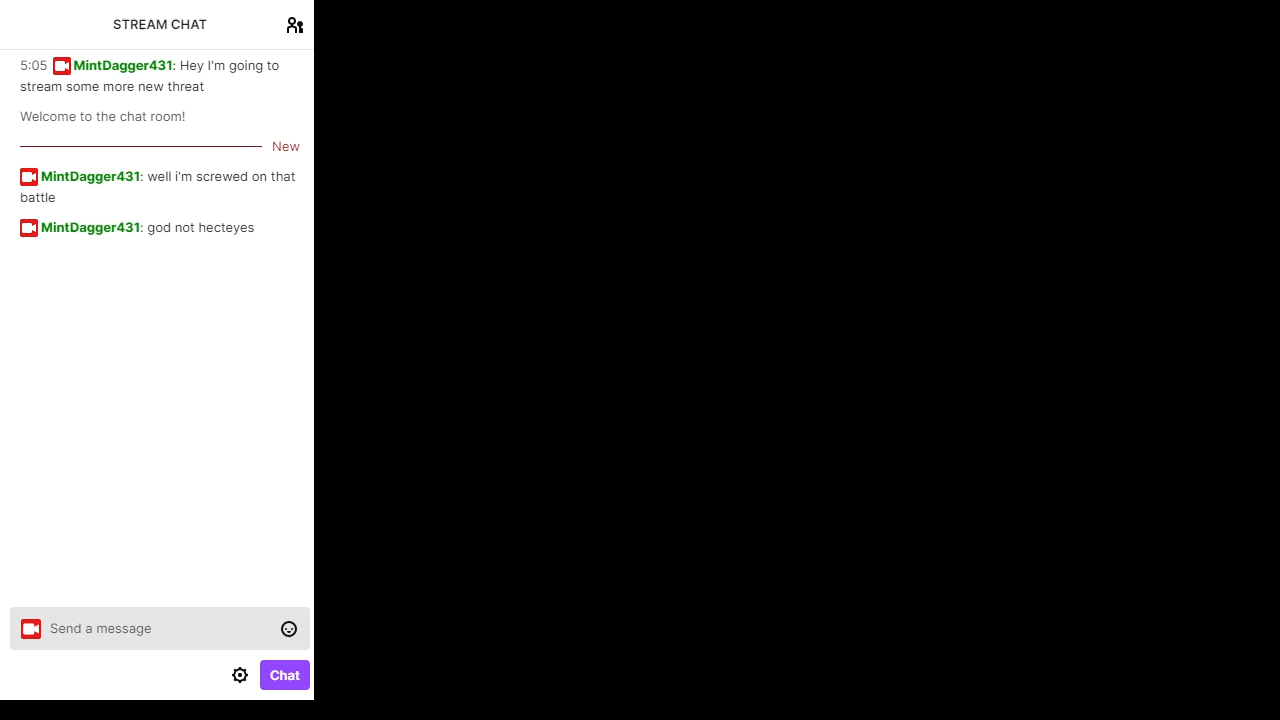 STREAM CHAT
5:05 MintDagger431: Hey I'm going to
stream some more new threat
Welcome to the chat room!
New
MintDagger431: well i'm screwed on that
battle
MintDagger431: god not hecteyes
Send a message
Chat